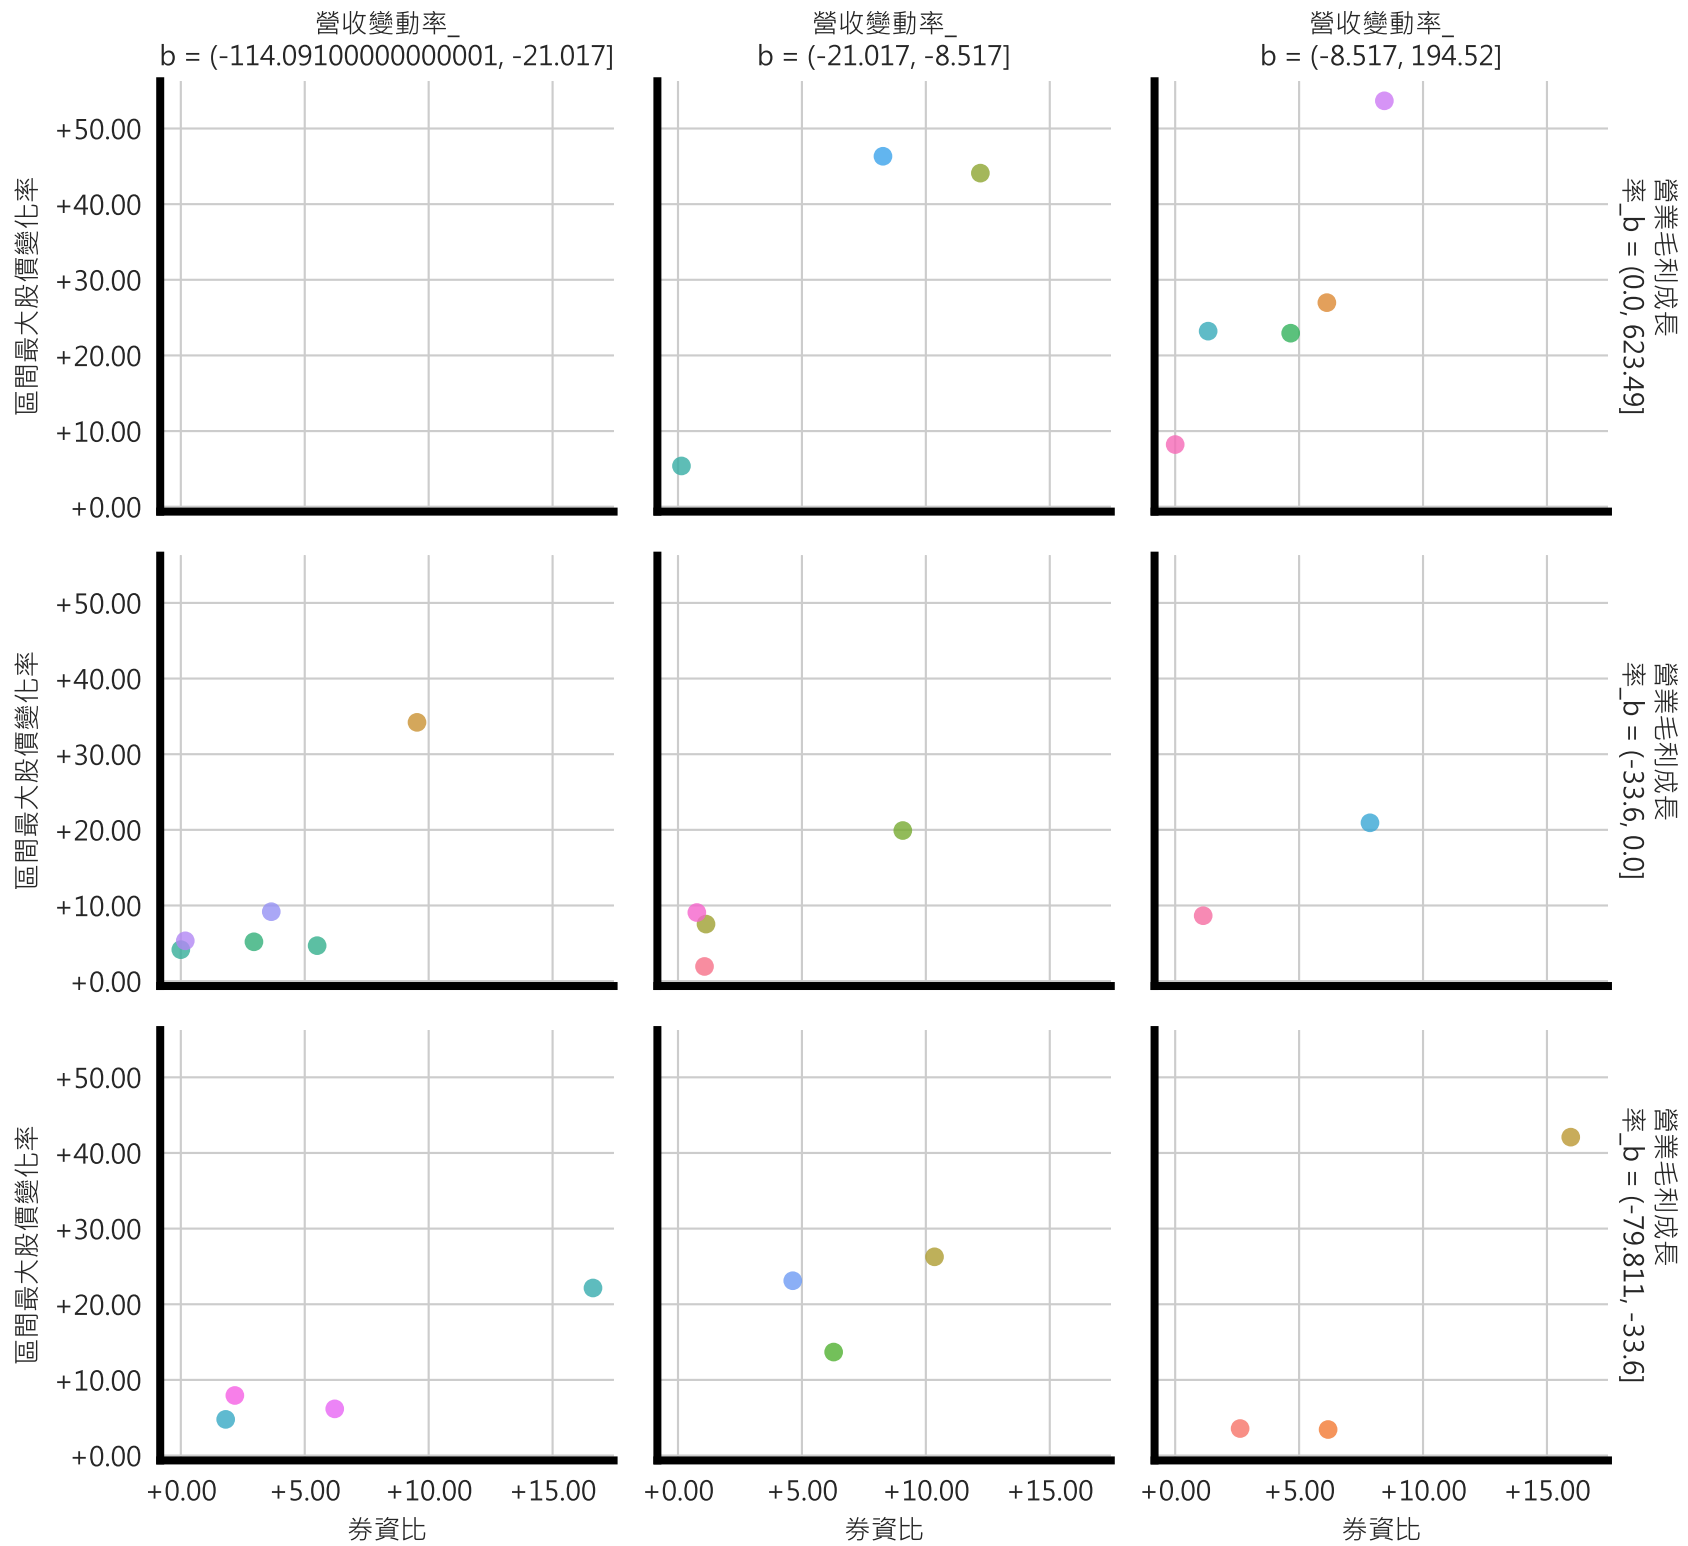 營收變動率_
b = (-114.09100000000001, -21.017]
營收變動率_
b = (-21.017, -8.517]
營收變動率_
b = (-8.517, 194.52]
區間最大股價變化率
+50.00
+40.00
+30.00
+20.00
+10.00
+0.00
營業毛利成長
率_b = (0.0, 623.49]
區間最大股價變化率
+50.00
+40.00
+30.00
+20.00
+10.00
+0.00
營業毛利成長
率_b = (-33.6, 0.0]
區間最大股價變化率
+50.00
+40.00
+30.00
+20.00
+10.00
+0.00
營業毛利成長
率_b = (-79.811, -33.6]
+0.00 +5.00 +10.00 +15.00
+0.00 +5.00 +10.00 +15.00
+0.00 +5.00 +10.00 +15.00
券資比
券資比
券資比